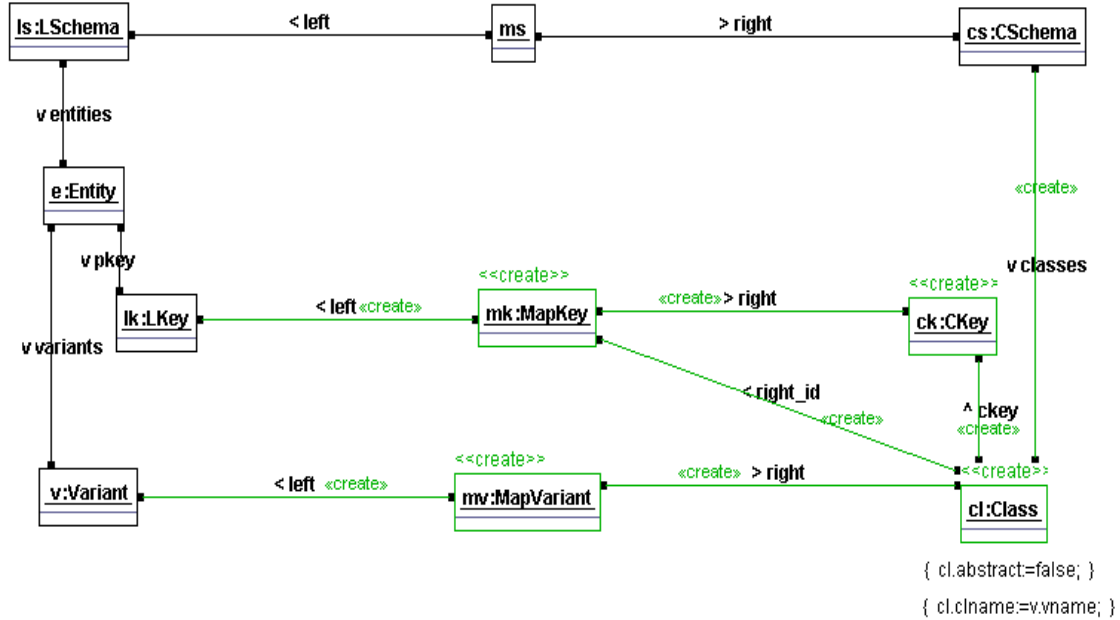 ls:LSchema < left ms > right cs:CSchema
v entities
«create»
e:Entity
v pkey
v classes
<<create>>
<<create>>
lk:LKey < left «create» mk:MapKey «create» > right ck:CKey
v variants
< right_id
«create»
^ ckey
«create»
<<create>>
<<create>>
v:Variant < left «create» mv:MapVariant «create» > right cl:Class
{ cl.abstract:=false; }
{ cl.clname:=v.vname; }